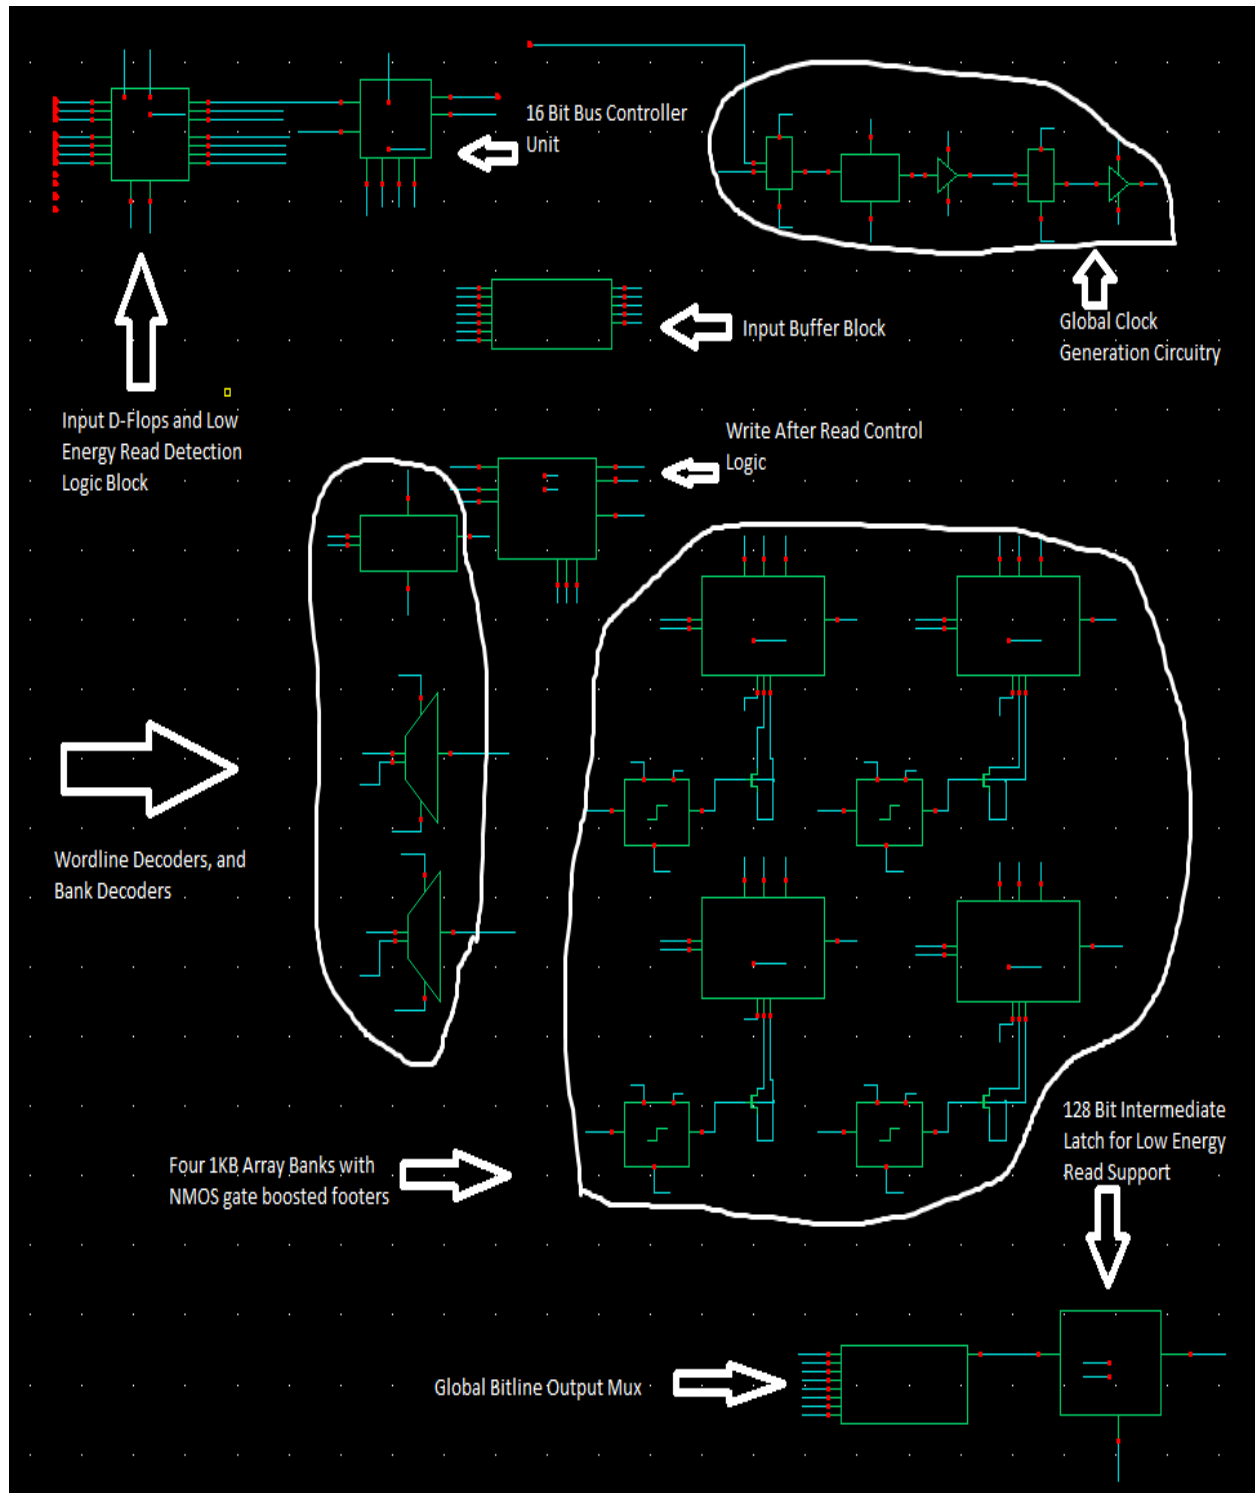 16 Bit Bus Controller
Unit
Global Clock
Generation Circuitry
Input Buffer Block
Input D-Flops and Low
Energy Read Detection
Logic Block
Write After Read Control
Logic
Wordline Decoders, and
Bank Decoders
128 Bit Intermediate
Latch for Low Energy
Read Support
Four 1KB Array Banks with
NMOS gate boosted footers
Global Bitline Output Mux